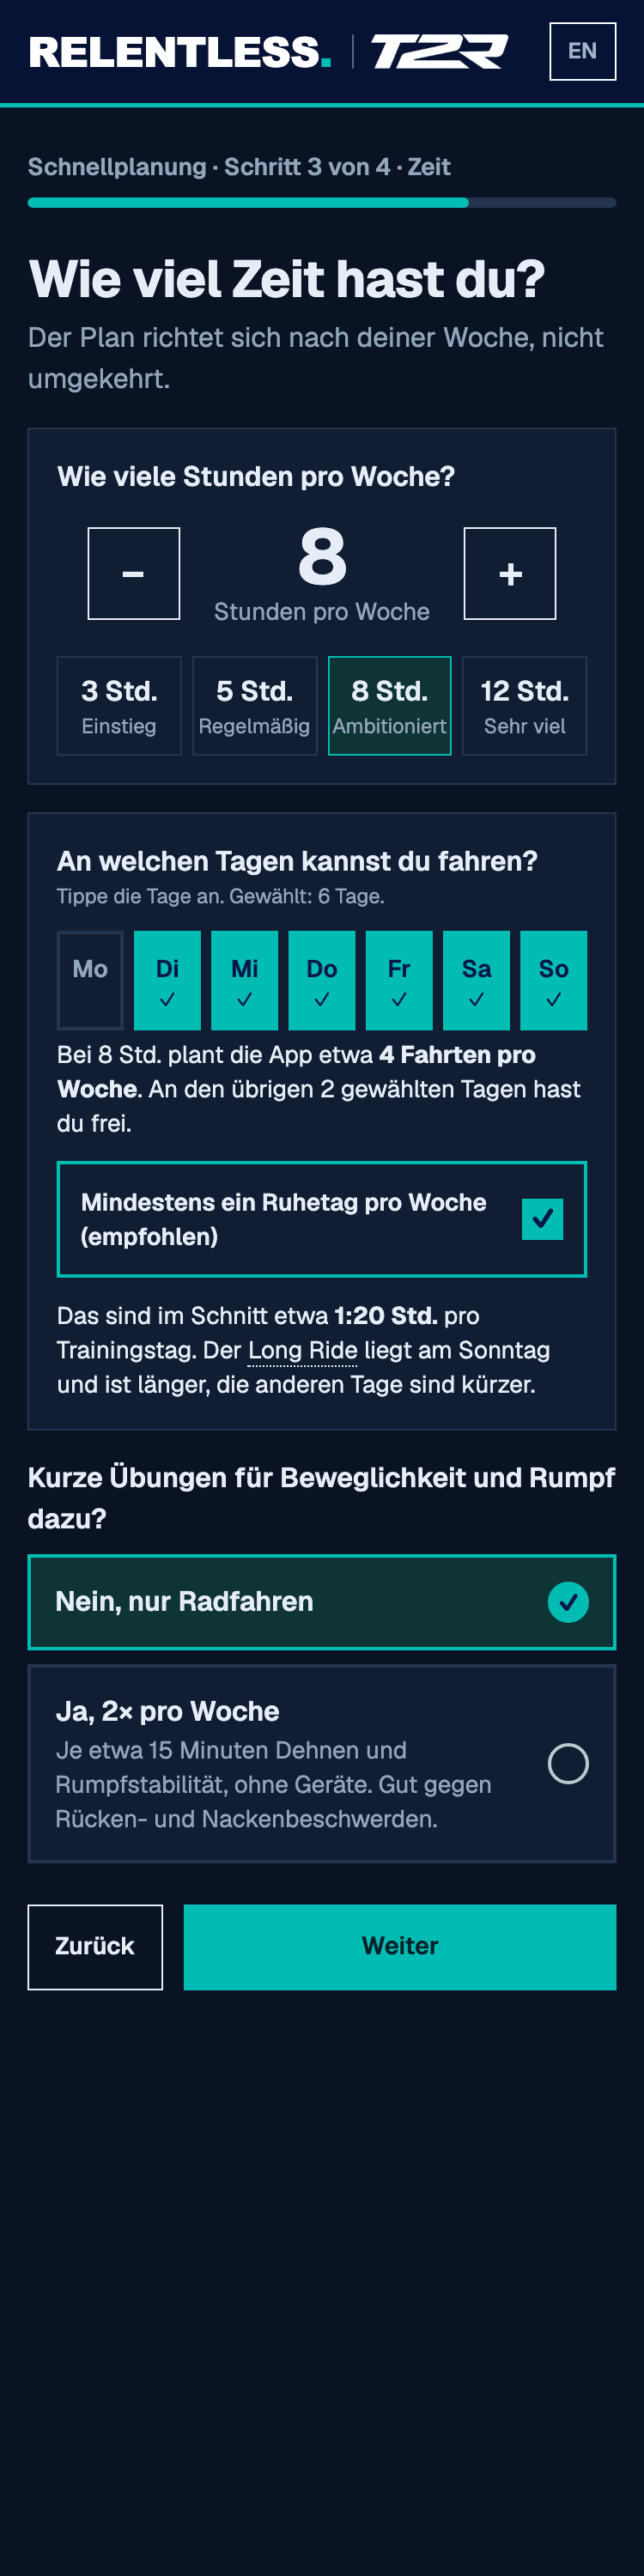 RELENTLESS. T2R EN
Schnellplanung · Schritt 3 von 4 · Zeit
Wie viel Zeit hast du?
Der Plan richtet sich nach deiner Woche, nicht
umgekehrt.
Wie viele Stunden pro Woche?
– 8 +
Stunden pro Woche
3 Std. 5 Std. 8 Std. 12 Std.
Einstieg Regelmäßig Ambitioniert Sehr viel
An welchen Tagen kannst du fahren?
Tippe die Tage an. Gewählt: 6 Tage.
Mo Di Mi Do Fr Sa So
Bei 8 Std. plant die App etwa 4 Fahrten pro
Woche. An den übrigen 2 gewählten Tagen hast
du frei.
Mindestens ein Ruhetag pro Woche
(empfohlen)
Das sind im Schnitt etwa 1:20 Std. pro
Trainingstag. Der Long Ride liegt am Sonntag
und ist länger, die anderen Tage sind kürzer.
Kurze Übungen für Beweglichkeit und Rumpf
dazu?
Nein, nur Radfahren
Ja, 2× pro Woche
Je etwa 15 Minuten Dehnen und
Rumpfstabilität, ohne Geräte. Gut gegen
Rücken- und Nackenbeschwerden.
Zurück Weiter